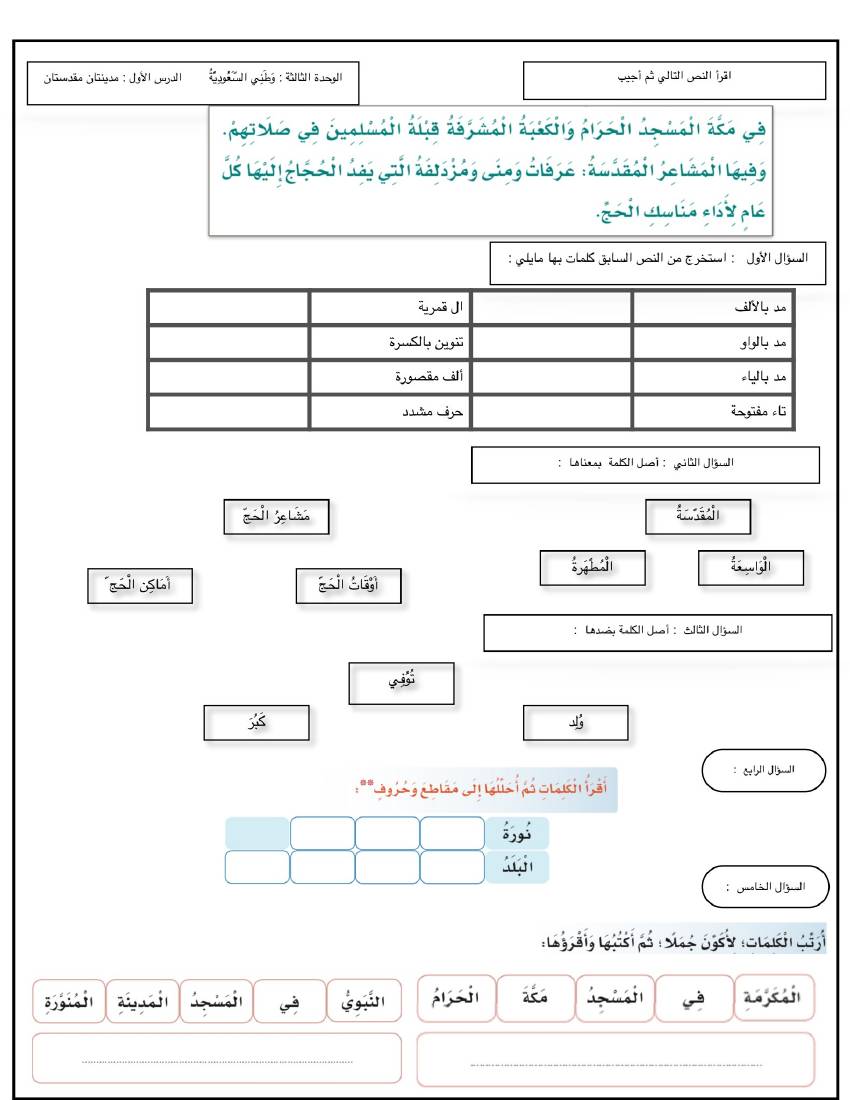 اقرأ النص التالي ثم أجيب
الوحدة الثالثة : وَطَنِي السُّعُودِيَّةُ الدرس الأول : مدينتان مقدستان
فِي مَكَّةَ الْمَسْجِدُ الْحَرَامُ وَالْكَعْبَةُ الْمُشَرَّفَةُ قِبْلَةُ الْمُسْلِمِينَ فِي صَلَاتِهِمْ.
وَفِيهَا الْمَشَاعِرُ الْمُقَدَّسَةُ: عَرَفَاتُ وَمِنَى وَمُزْدَلِفَةُ الَّتِي يَفِدُ الْحُجَّاجُ إِلَيْهَا كُلَّ
عَامٍ لِأَدَاءِ مَنَاسِكِ الْحَجِّ.
السؤال الأول : استخرج من النص السابق كلمات بها مايلي :
مد بالألف ال قمرية
مد بالواو تنوين بالكسرة
مد بالياء ألف مقصورة
تاء مفتوحة حرف مشدد
السؤال الثاني : أصل الكلمة بمعناها :
الْمُقَدَّسَةُ مَشَاعِرُ الْحَجِّ
الْوَاسِعَةُ الْمُطَهَّرَةُ أَوْقَاتُ الْحَجِّ أَمَاكِن الْحَجّ
السؤال الثالث : أصل الكلمة بضدها :
تُوُفِّي
وُلِد كَبُرَ
السؤال الرابع :
أَقْرَأُ الْكَلِمَاتِ ثُمَّ أُحَلِّلُهَا إِلَى مَقَاطِعَ وَحُرُوفٍ**:
نُورَةُ
الْبَلَدُ
السؤال الخامس :
أُرَتِّبُ الْكَلِمَاتِ؛ لِأُكَوِّنَ جُمَلًا؛ ثُمَّ أَكْتُبُهَا وَأَقْرَؤُهَا:
الْمُكَرَّمَةِ فِي الْمَسْجِدُ مَكَّةَ الْحَرَامُ
النَّبَوِيُّ فِي الْمَسْجِدُ الْمَدِينَةِ الْمُنَوَّرَةِ